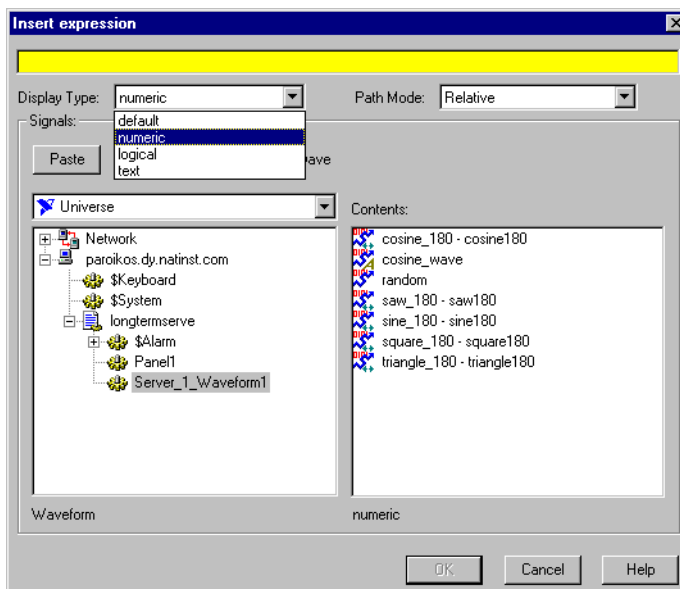 Insert expression
Display Type: numeric Path Mode: Relative
default
Signals:
numeric
logical
Paste ave
text
Universe
Contents:
Network
paroikos.dy.natinst.com
$Keyboard
$System
longtermserve
$Alarm
Panel1
Server_1_Waveform1
cosine_180 - cosine180
cosine_wave
random
saw_180 - saw180
sine_180 - sine180
square_180 - square180
triangle_180 - triangle180
Waveform numeric
OK Cancel Help